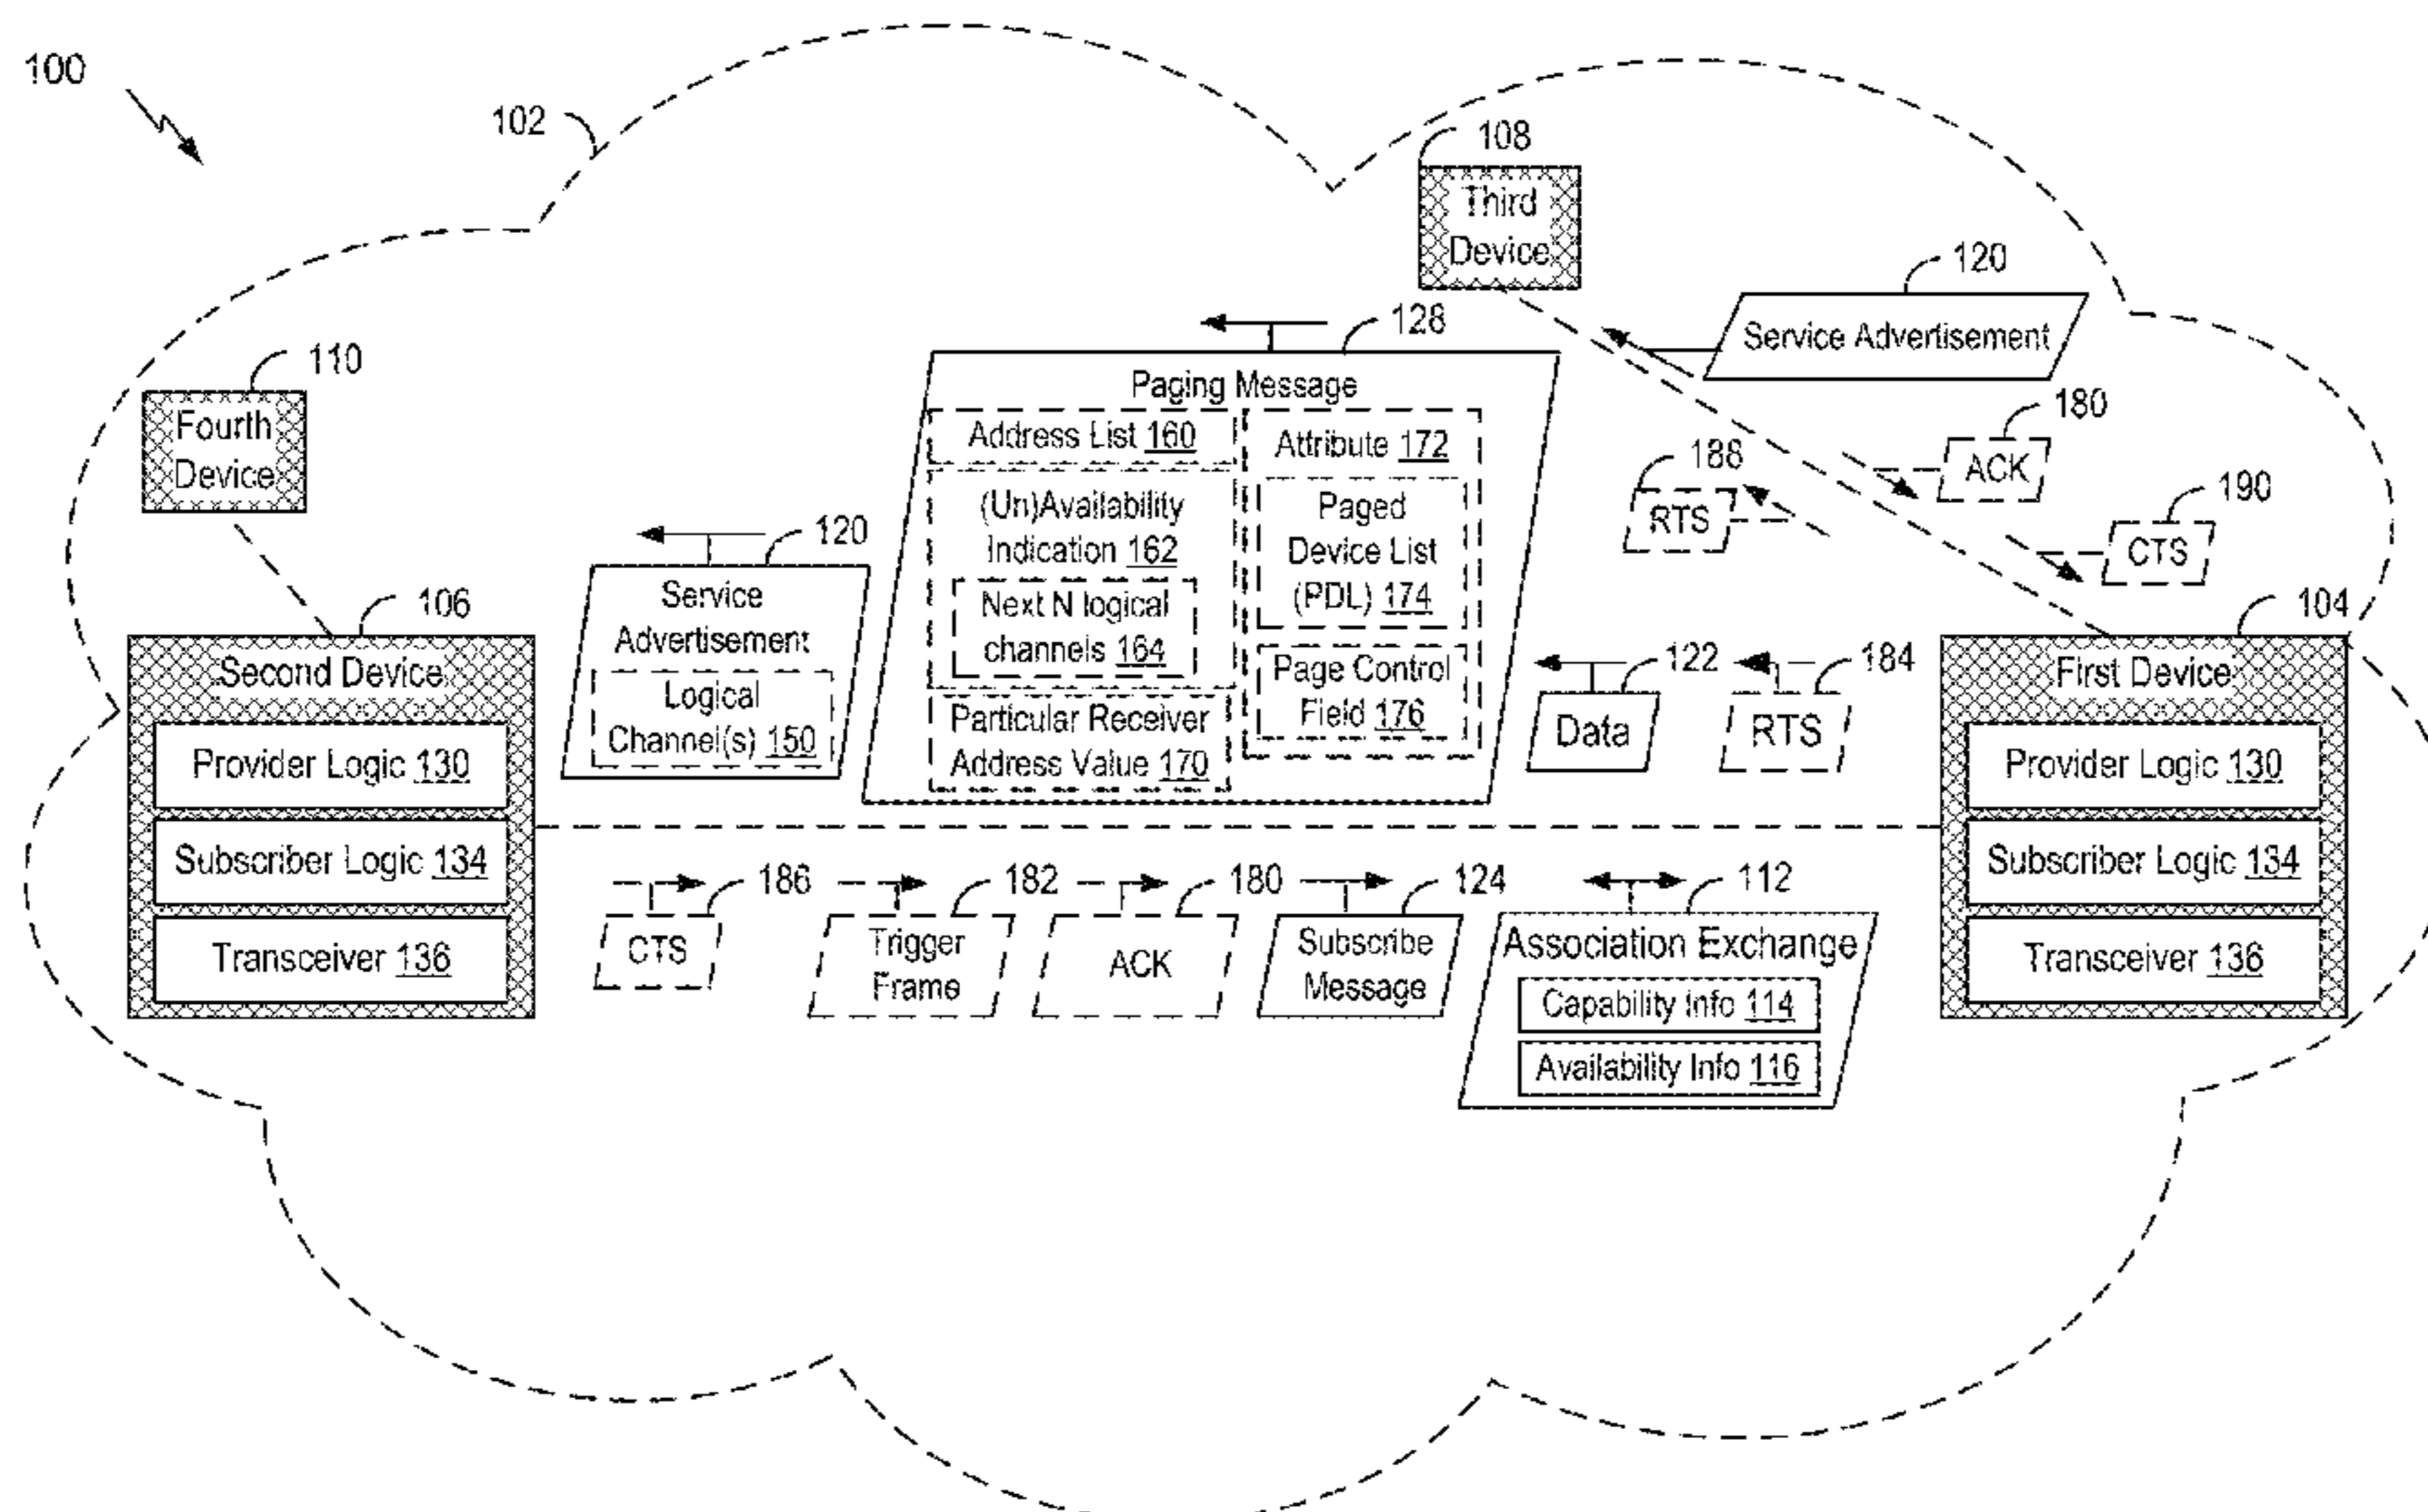 100
102
108
Third
Device
120
Service Advertisement
128
110
Fourth
Device
Paging Message
Address List 160
Attribute 172
(Un)Availability
Indication 162
Next N logical
channels 164
Paged
Device List
(PDL) 174
Page Control
Field 176
Particular Receiver
Address Value 170
180
ACK
188
RTS
190
CTS
120
Service
Advertisement
Logical
Channel(s) 150
122
Data
184
RTS
106
Second Device
Provider Logic 130
Subscriber Logic 134
Transceiver 136
104
First Device
Provider Logic 130
Subscriber Logic 134
Transceiver 136
186
CTS
182
Trigger
Frame
180
ACK
124
Subscribe
Message
112
Association Exchange
Capability Info 114
Availability Info 116